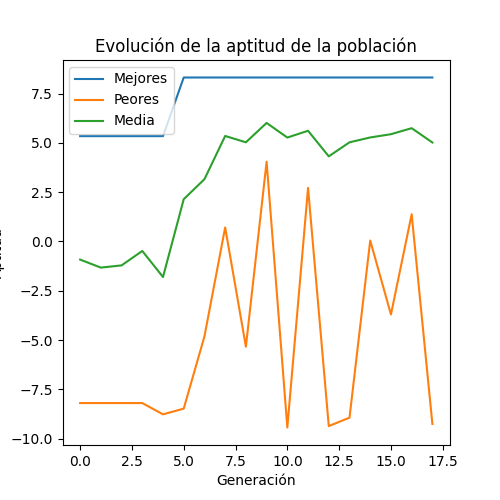 Evolución de la aptitud de la población
Mejores
Peores
Media
7.5
5.0
2.5
0.0
−2.5
−5.0
−7.5
−10.0
0.0 2.5 5.0 7.5 10.0 12.5 15.0 17.5
Generación